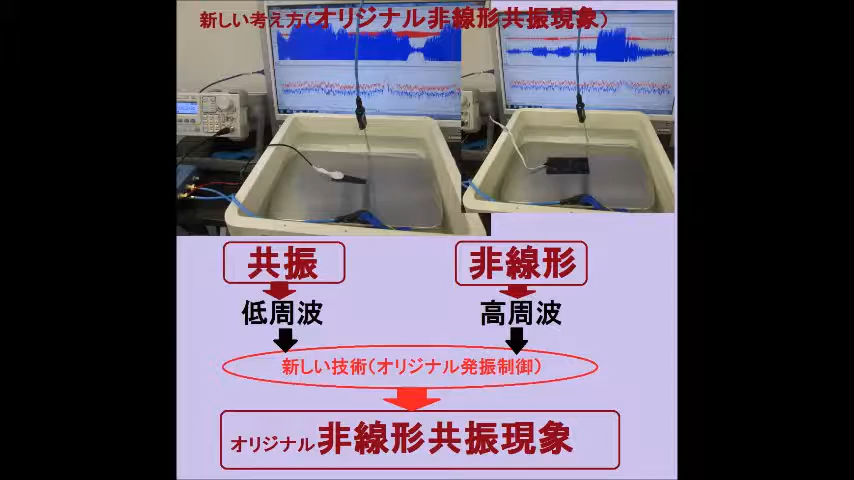 新しい考え方(オリジナル非線形共振現象)
共振
非線形
低周波
高周波
新しい技術(オリジナル発振制御)
オリジナル非線形共振現象